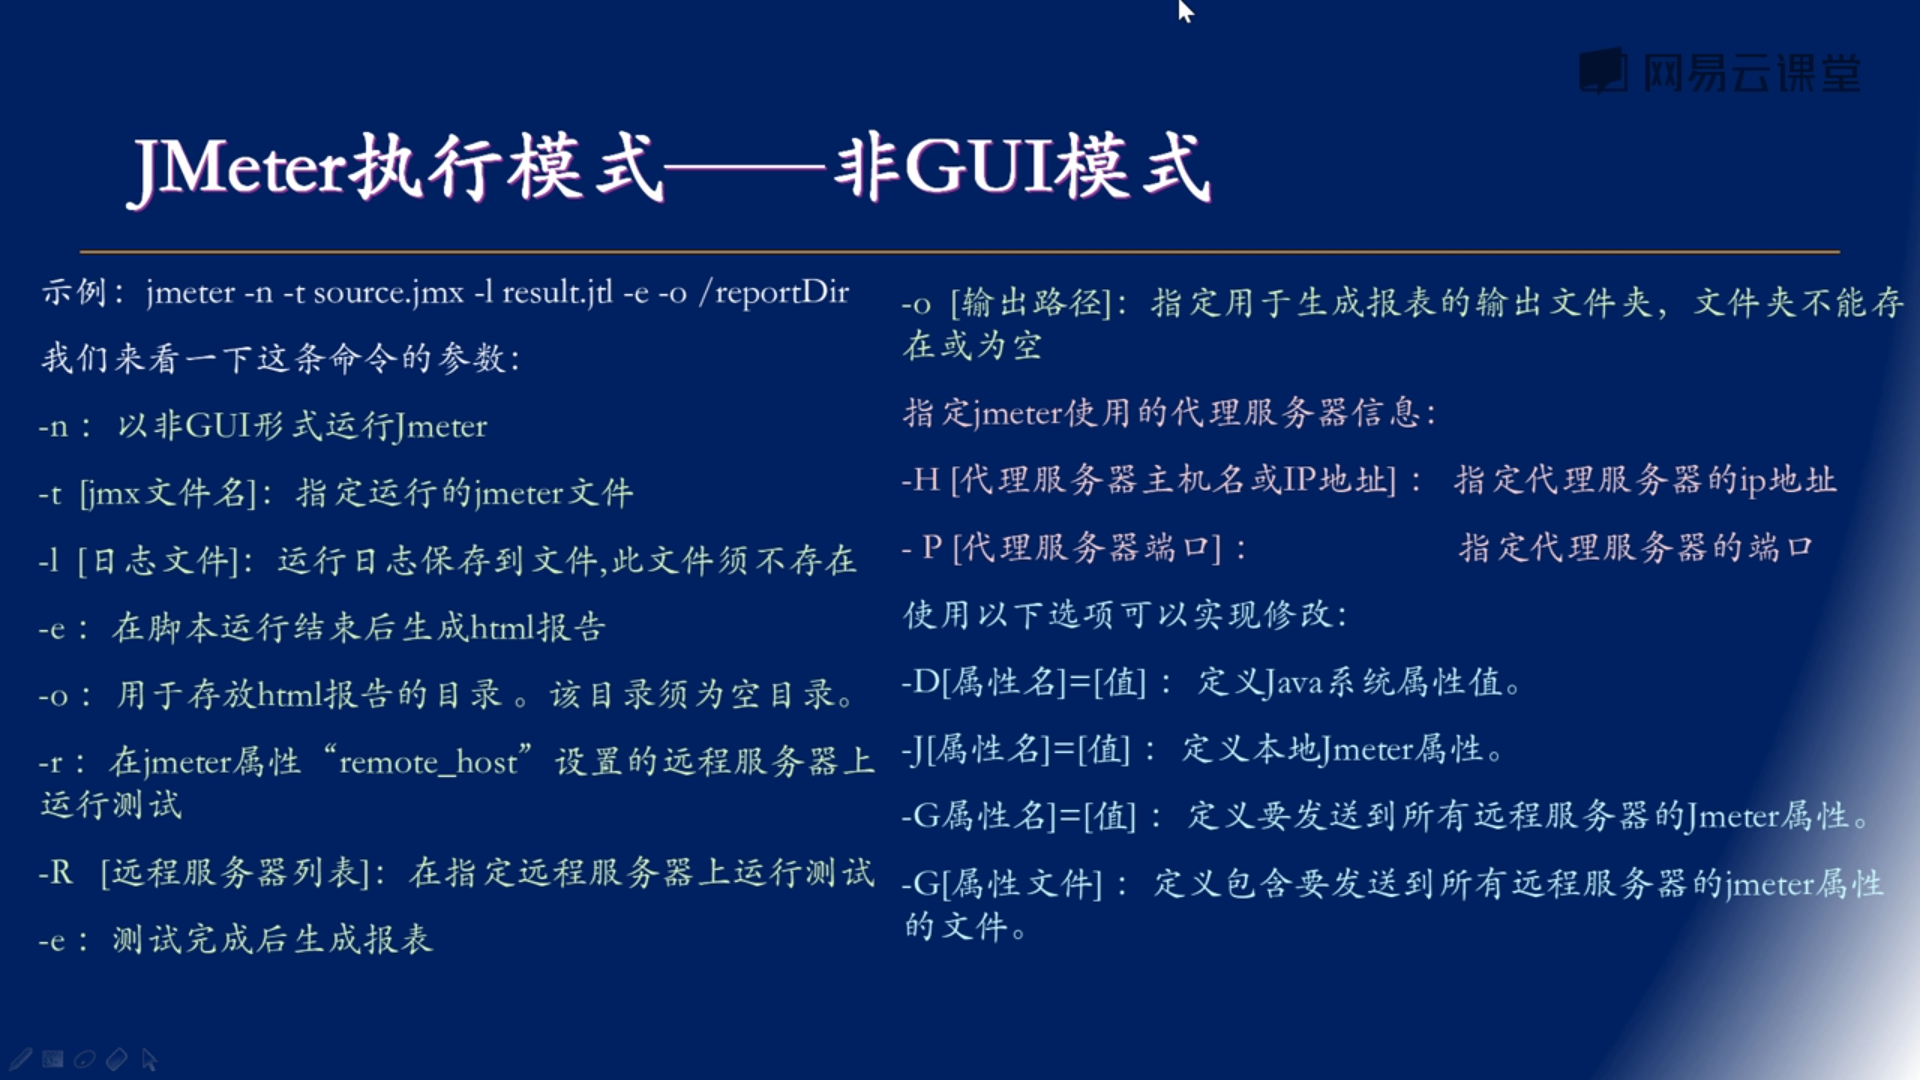 网易云课堂
JMeter执行模式——非GUI模式
示例：jmeter -n -t source.jmx -l result.jtl -e -o /reportDir
我们来看一下这条命令的参数：
-n： 以非GUI形式运行Jmeter
-t [jmx文件名]：指定运行的jmeter文件
-l [日志文件]：运行日志保存到文件,此文件须不存在
-e： 在脚本运行结束后生成html报告
-o： 用于存放html报告的目录。该目录须为空目录。
-r： 在jmeter属性“remote_host”设置的远程服务器上
运行测试
-R [远程服务器列表]：在指定远程服务器上运行测试
-e： 测试完成后生成报表
-o [输出路径]：指定用于生成报表的输出文件夹，文件夹不能存
在或为空
指定jmeter使用的代理服务器信息：
-H [代理服务器主机名或IP地址]： 指定代理服务器的ip地址
- P [代理服务器端口]： 指定代理服务器的端口
使用以下选项可以实现修改：
-D[属性名]=[值]： 定义Java系统属性值。
-J[属性名]=[值]： 定义本地Jmeter属性。
-G属性名]=[值]： 定义要发送到所有远程服务器的Jmeter属性。
-G[属性文件]： 定义包含要发送到所有远程服务器的jmeter属性
的文件。